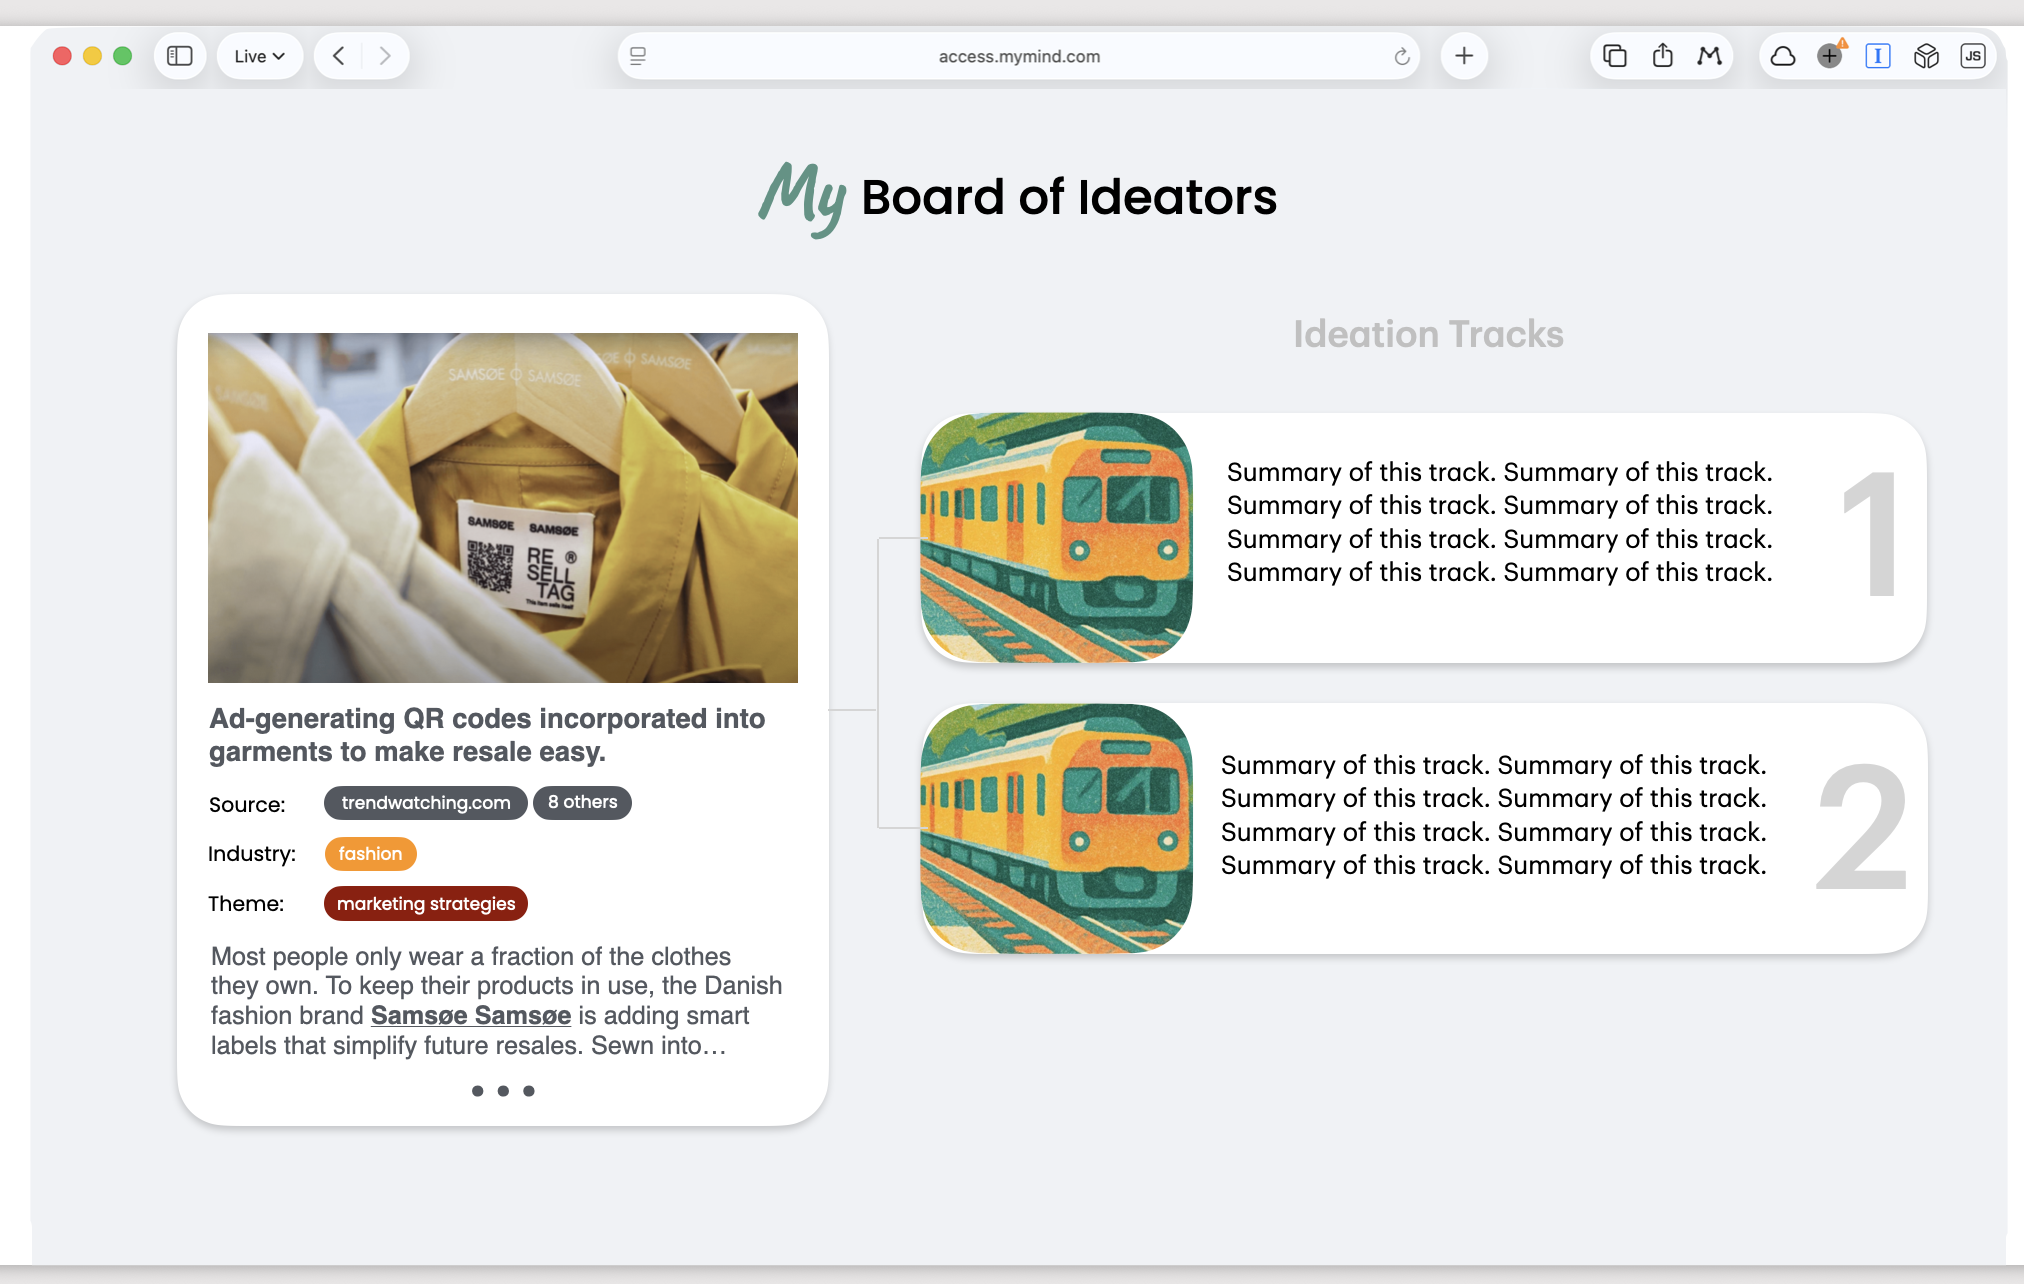 Live
access.mymind.com
JS
My Board of Ideators
SAMSØE SAMSØE
SAMSØE
SAMSØE SAMSØE
RE ®
SELL
TAG
This item sells itself
Ad-generating QR codes incorporated into
garments to make resale easy.
Source: trendwatching.com 8 others
Industry: fashion
Theme: marketing strategies
Most people only wear a fraction of the clothes
they own. To keep their products in use, the Danish
fashion brand Samsøe Samsøe is adding smart
labels that simplify future resales. Sewn into…
Ideation Tracks
Summary of this track. Summary of this track.
Summary of this track. Summary of this track.
Summary of this track. Summary of this track.
Summary of this track. Summary of this track.
1
Summary of this track. Summary of this track.
Summary of this track. Summary of this track.
Summary of this track. Summary of this track.
Summary of this track. Summary of this track.
2